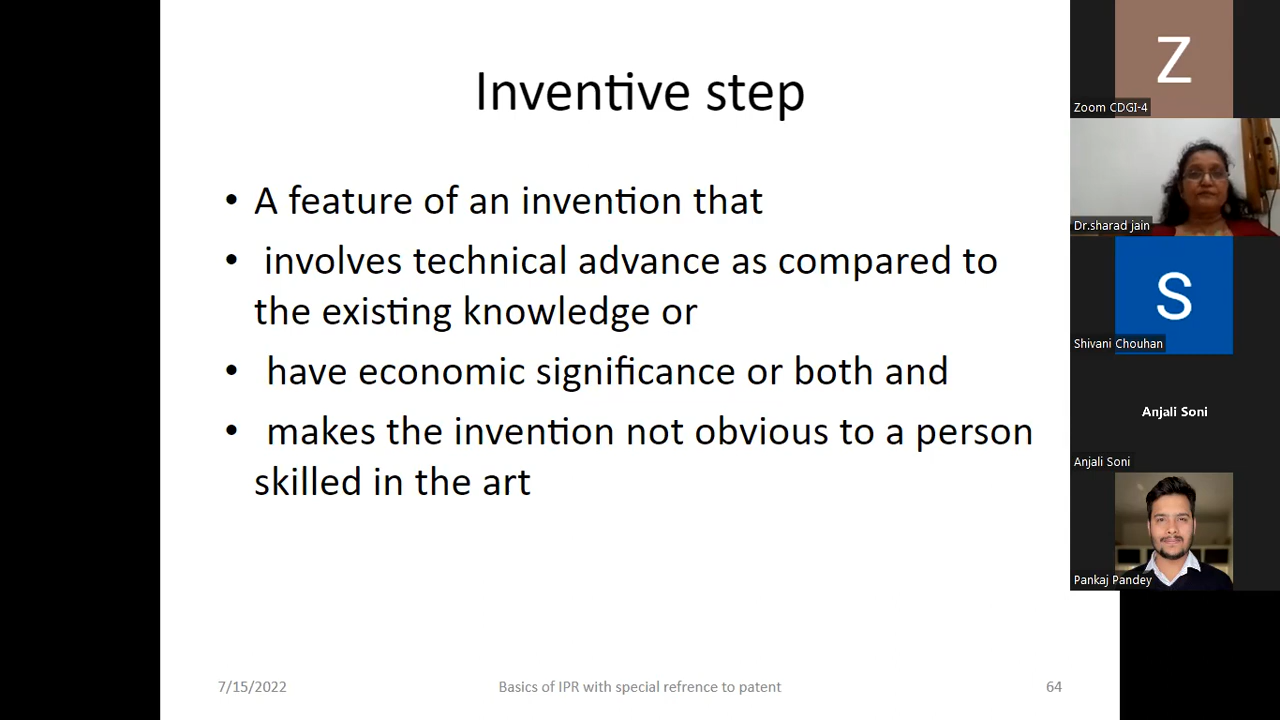 Inventive step
• A feature of an invention that
• involves technical advance as compared to
the existing knowledge or
• have economic significance or both and
• makes the invention not obvious to a person
skilled in the art
7/15/2022
Basics of IPR with special refrence to patent
64
Z
Zoom CDGI-4
Dr.sharad jain
S
Shivani Chouhan
Anjali Soni
Anjali Soni
Pankaj Pandey